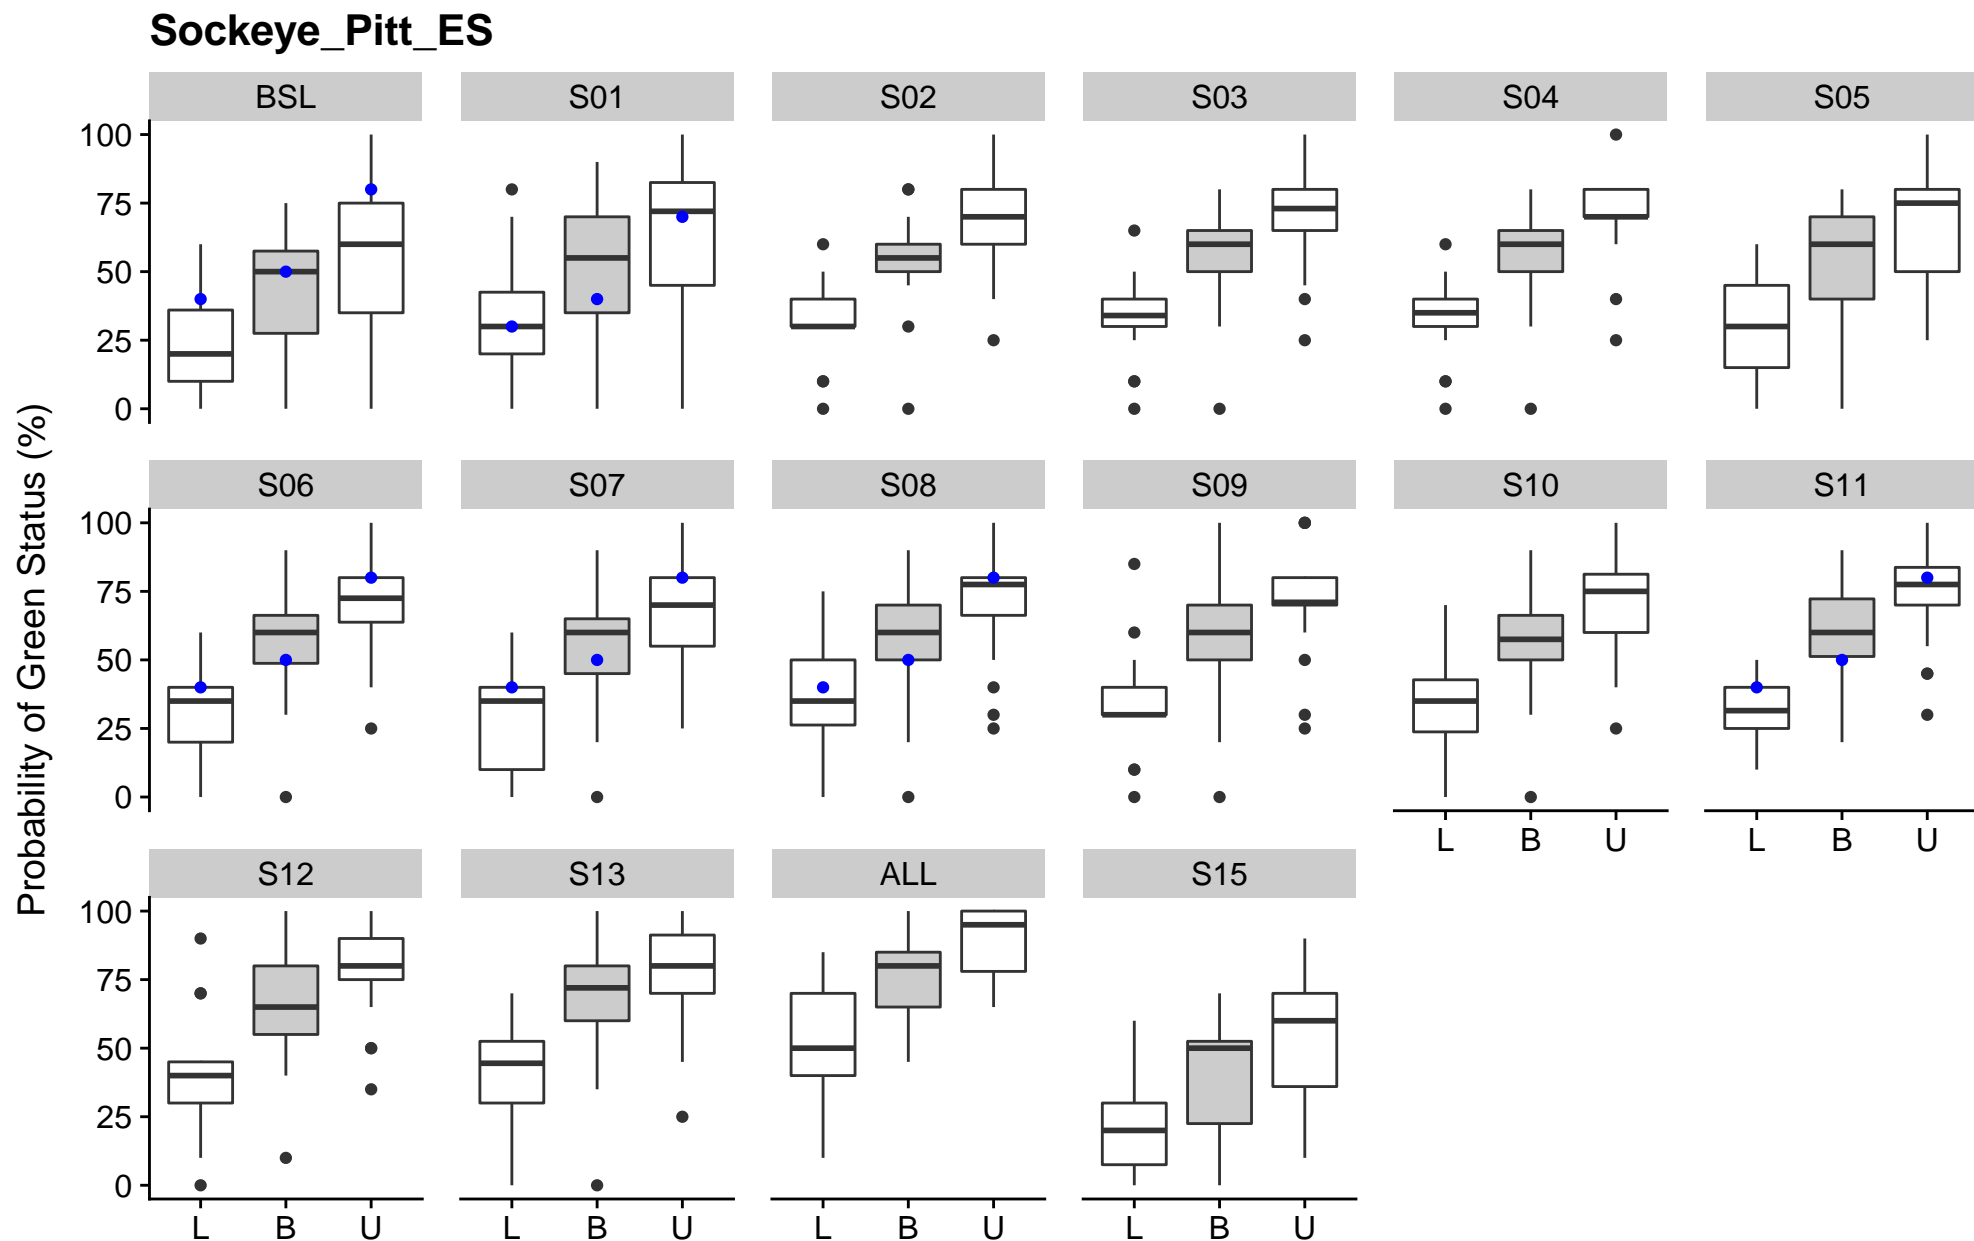 Sockeye_Pitt_ES
Probability of Green Status (%)
BSL S01 S02 S03 S04 S05
100
75
50
25
0
S06 S07 S08 S09 S10 S11
100
75
50
25
0
L B U L B U
S12 S13 ALL S15
100
75
50
25
0
L B U L B U L B U L B U